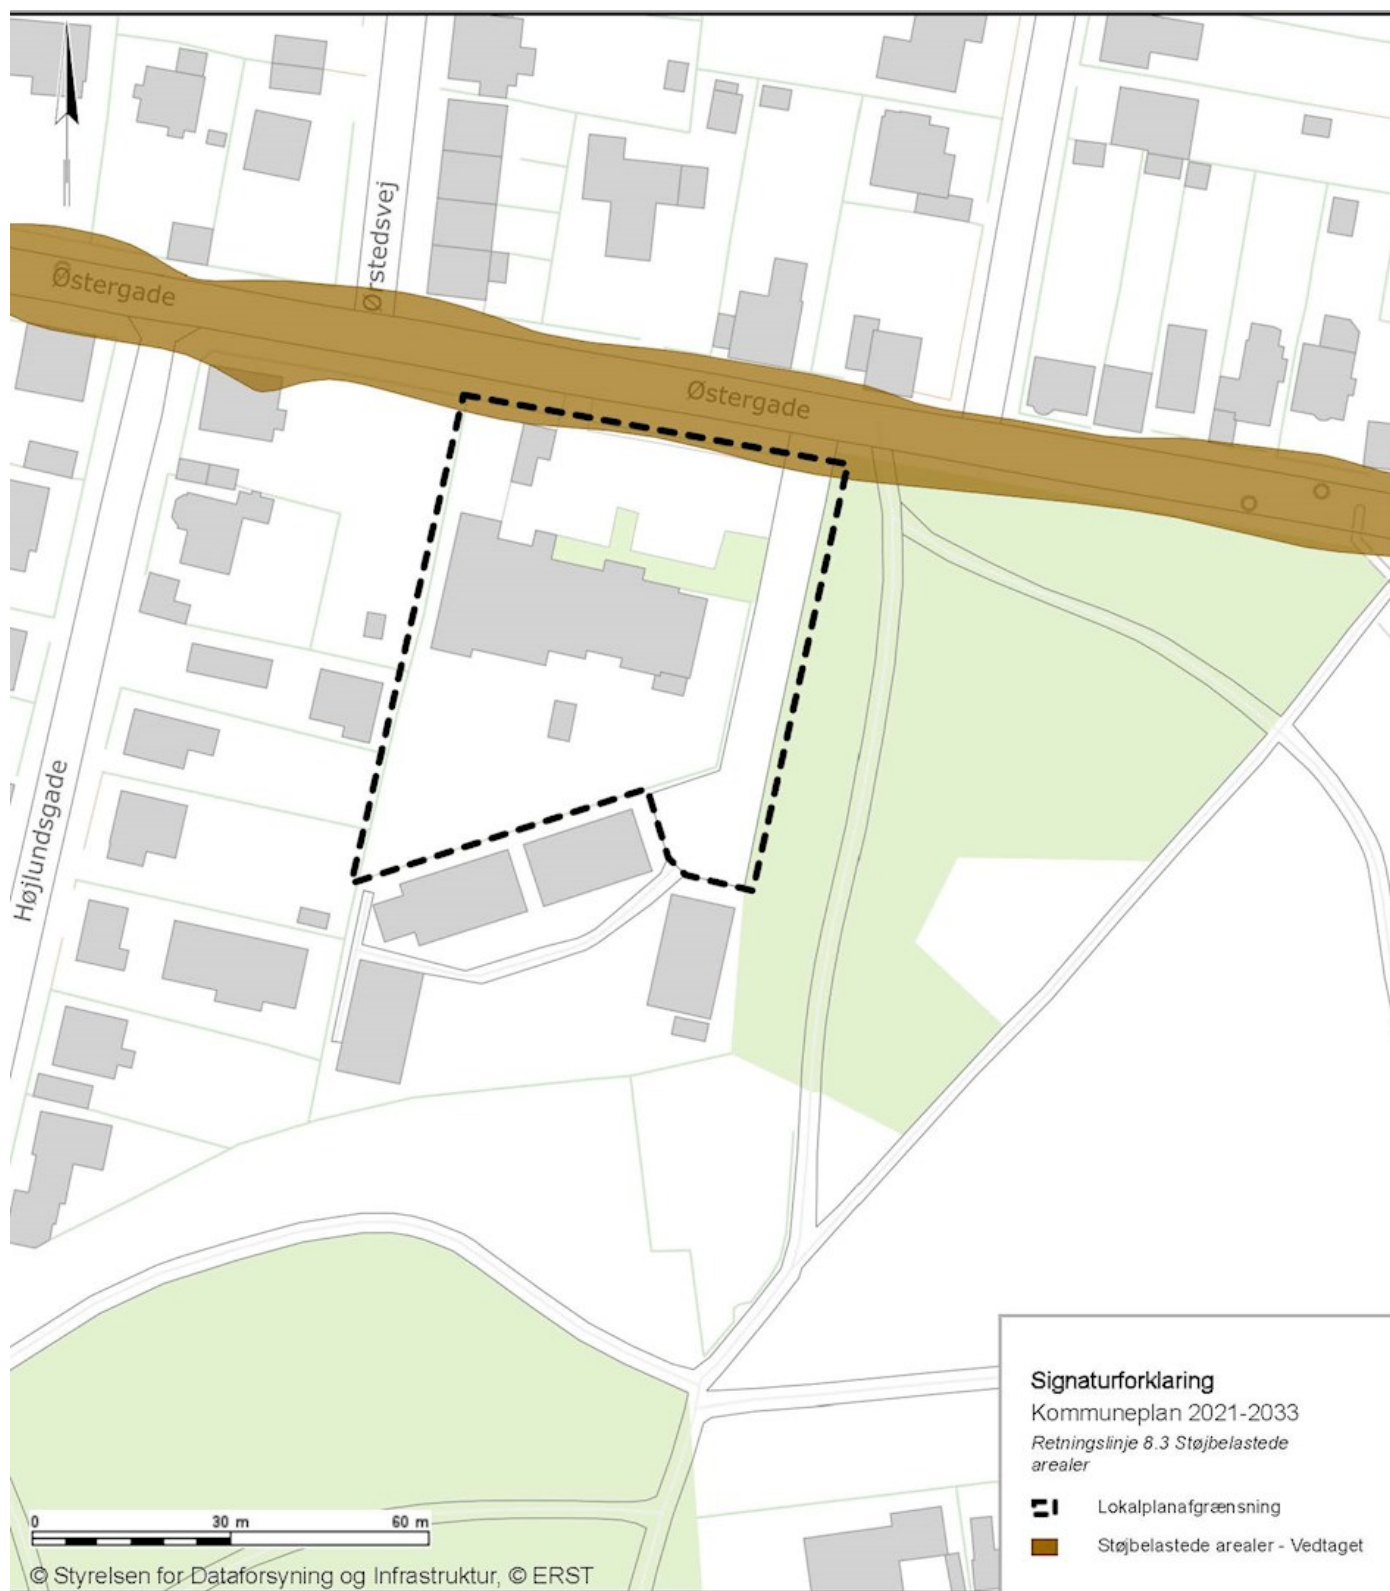 Ørstedsvej
Østergade
Østergade
Højlundsgade
Signaturforklaring
Kommuneplan 2021-2033
Retningslinje 8.3 Støjbelastede
arealer
Lokalplanafgrænsning
Støjbelastede arealer - Vedtaget
0 30 m 60 m
© Styrelsen for Dataforsyning og Infrastruktur, © ERST